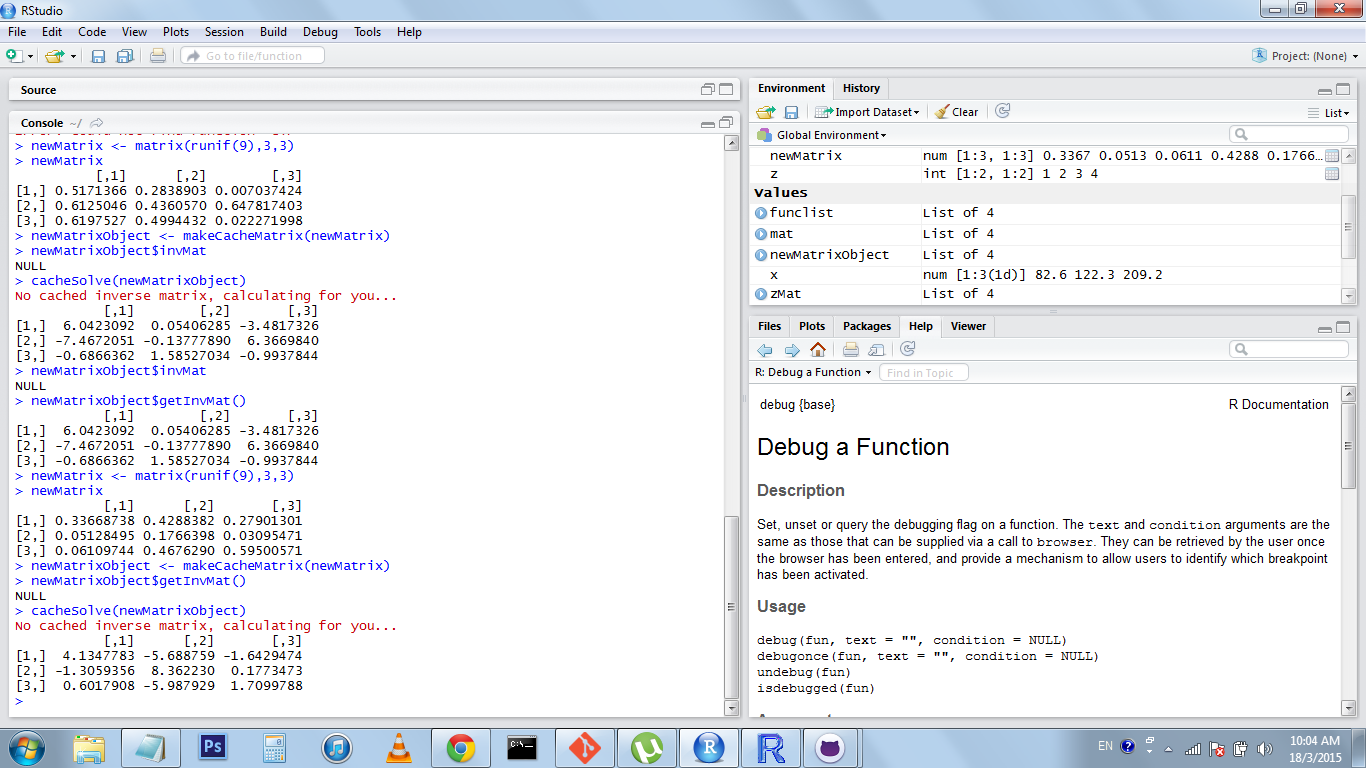 RStudio
File Edit Code View Plots Session Build Debug Tools Help
Go to file/function
Project: (None)
Source
Console ~/
> newMatrix <- matrix(runif(9),3,3)
> newMatrix
[,1] [,2] [,3]
[1,] 0.5171366 0.2838903 0.007037424
[2,] 0.6125046 0.4360570 0.647817403
[3,] 0.6197527 0.4994432 0.022271998
> newMatrixObject <- makeCacheMatrix(newMatrix)
> newMatrixObject$invMat
NULL
> cacheSolve(newMatrixObject)
No cached inverse matrix, calculating for you...
[,1] [,2] [,3]
[1,] 6.0423092 0.05406285 -3.4817326
[2,] -7.4672051 -0.13777890 6.3669840
[3,] -0.6866362 1.58527034 -0.9937844
> newMatrixObject$invMat
NULL
> newMatrixObject$getInvMat()
[,1] [,2] [,3]
[1,] 6.0423092 0.05406285 -3.4817326
[2,] -7.4672051 -0.13777890 6.3669840
[3,] -0.6866362 1.58527034 -0.9937844
> newMatrix <- matrix(runif(9),3,3)
> newMatrix
[,1] [,2] [,3]
[1,] 0.33668738 0.4288382 0.27901301
[2,] 0.05128495 0.1766398 0.03095471
[3,] 0.06109744 0.4676290 0.59500571
> newMatrixObject <- makeCacheMatrix(newMatrix)
> newMatrixObject$getInvMat()
NULL
> cacheSolve(newMatrixObject)
No cached inverse matrix, calculating for you...
[,1] [,2] [,3]
[1,] 4.1347783 -5.688759 -1.6429474
[2,] -1.3059356 8.362230 0.1773473
[3,] 0.6017908 -5.987929 1.7099788
>
Environment History
Import Dataset Clear List
Global Environment
newMatrix num [1:3, 1:3] 0.3367 0.0513 0.0611 0.4288 0.1766...
z int [1:2, 1:2] 1 2 3 4
Values
funclist List of 4
mat List of 4
newMatrixObject List of 4
x num [1:3(1d)] 82.6 122.3 209.2
zMat List of 4
Files Plots Packages Help Viewer
R: Debug a Function Find in Topic
debug {base} R Documentation
Debug a Function
Description
Set, unset or query the debugging flag on a function. The text and condition arguments are the
same as those that can be supplied via a call to browser. They can be retrieved by the user once
the browser has been entered, and provide a mechanism to allow users to identify which breakpoint
has been activated.
Usage
debug(fun, text = "", condition = NULL)
debugonce(fun, text = "", condition = NULL)
undebug(fun)
isdebugged(fun)
Ps
C:\
R
R
EN
10:04 AM
18/3/2015